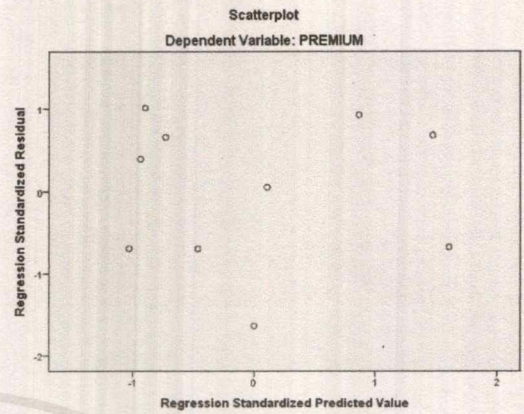 Scatterplot
Dependent Variable: PREMIUM
Regression Standardized Residual
1
0
-1
-2
-1
0
1
2
Regression Standardized Predicted Value